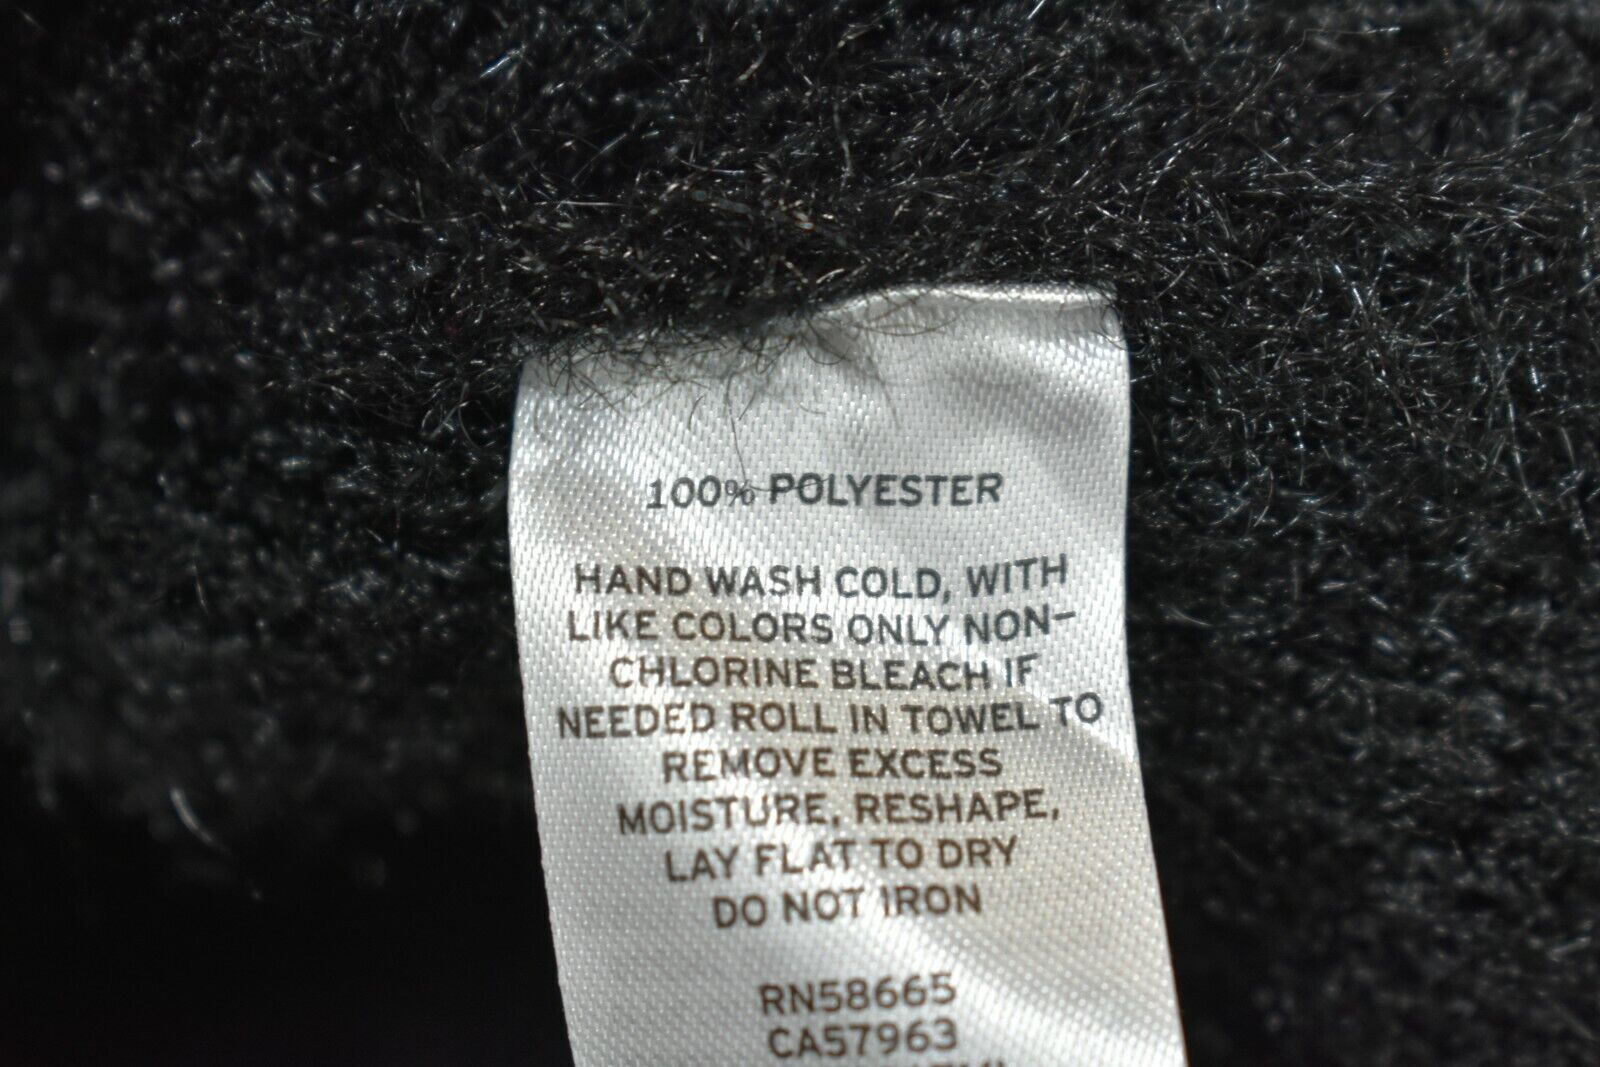 100% POLYESTER
HAND WASH COLD, WITH
LIKE COLORS ONLY NON-
CHLORINE BLEACH IF
NEEDED ROLL IN TOWEL TO
REMOVE EXCESS
MOISTURE, RESHAPE,
LAY FLAT TO DRY
DO NOT IRON
RN58665
CA57963